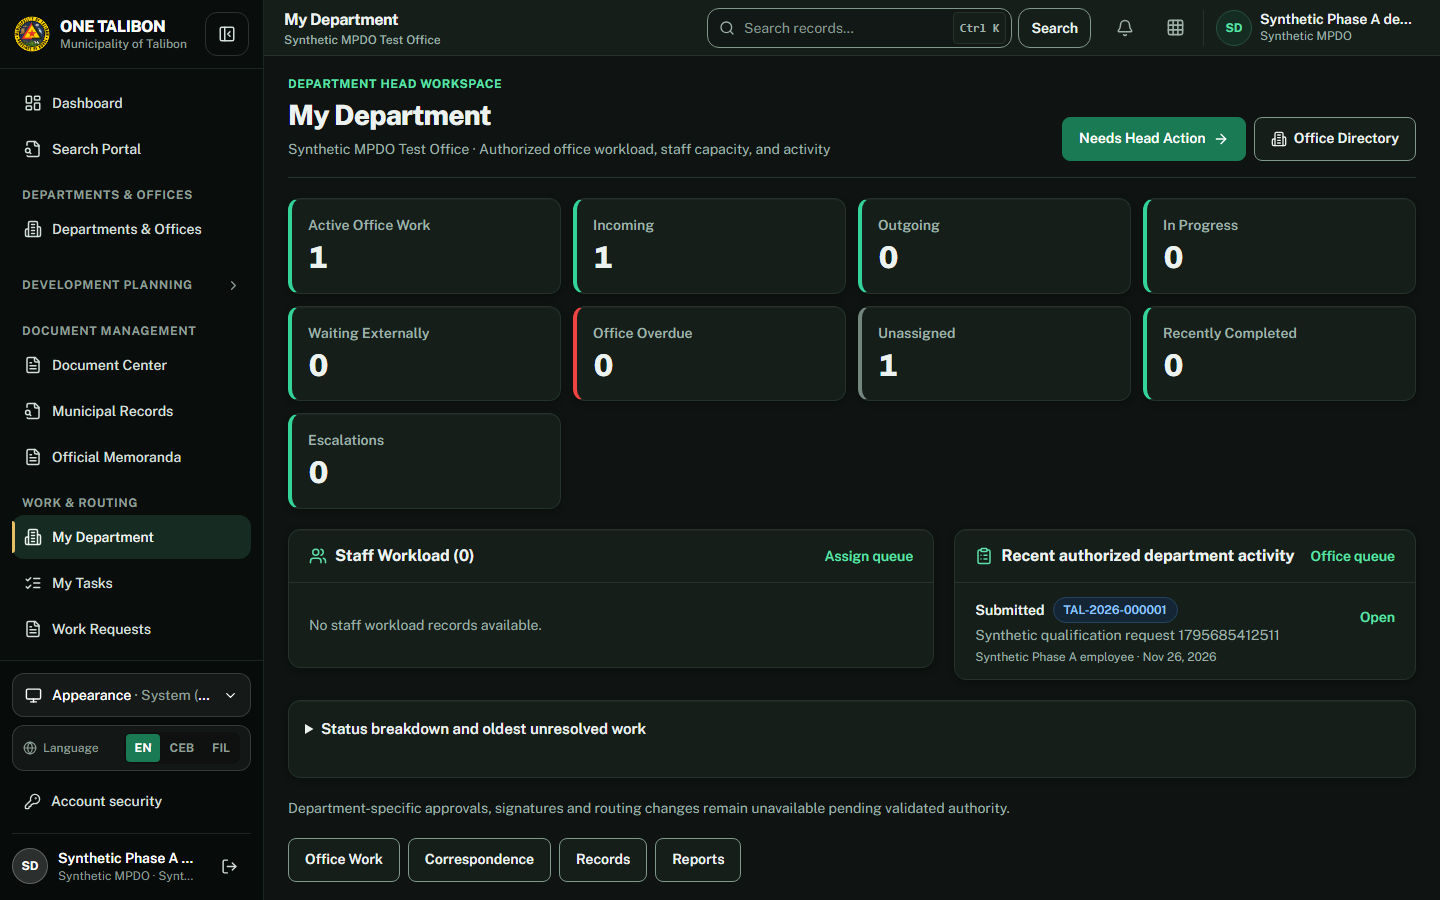 ONE TALIBON
Municipality of Talibon
Dashboard
Search Portal
DEPARTMENTS & OFFICES
Departments & Offices
DEVELOPMENT PLANNING
DOCUMENT MANAGEMENT
Document Center
Municipal Records
Official Memoranda
WORK & ROUTING
My Department
My Tasks
Work Requests
Appearance · System (...
Language EN CEB FIL
Account security
SD Synthetic Phase A ...
Synthetic MPDO · Synt...
My Department
Synthetic MPDO Test Office
Search records... Ctrl K Search
SD Synthetic Phase A de...
Synthetic MPDO
DEPARTMENT HEAD WORKSPACE
My Department
Synthetic MPDO Test Office · Authorized office workload, staff capacity, and activity
Needs Head Action → Office Directory
Active Office Work
1
Incoming
1
Outgoing
0
In Progress
0
Waiting Externally
0
Office Overdue
0
Unassigned
1
Recently Completed
0
Escalations
0
Staff Workload (0) Assign queue
No staff workload records available.
Recent authorized department activity Office queue
Submitted TAL-2026-000001
Open
Synthetic qualification request 1795685412511
Synthetic Phase A employee · Nov 26, 2026
Status breakdown and oldest unresolved work
Department-specific approvals, signatures and routing changes remain unavailable pending validated authority.
Office Work Correspondence Records Reports